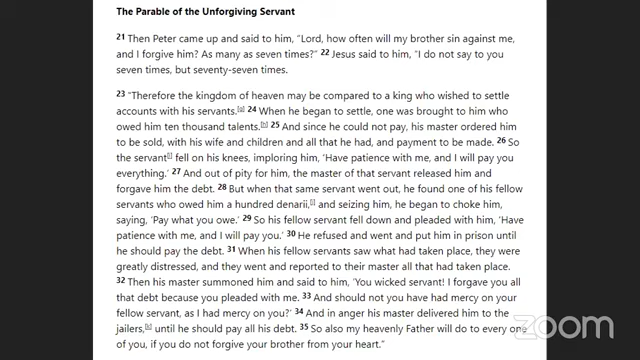 The Parable of the Unforgiving Servant
21 Then Peter came up and said to him, “Lord, how often will my brother sin against me,
and I forgive him? As many as seven times?” 22 Jesus said to him, “I do not say to you
seven times, but seventy-seven times.
23 “Therefore the kingdom of heaven may be compared to a king who wished to settle
accounts with his servants.[g] 24 When he began to settle, one was brought to him who
owed him ten thousand talents.[h] 25 And since he could not pay, his master ordered him
to be sold, with his wife and children and all that he had, and payment to be made. 26 So
the servant[i] fell on his knees, imploring him, ‘Have patience with me, and I will pay you
everything.’ 27 And out of pity for him, the master of that servant released him and
forgave him the debt. 28 But when that same servant went out, he found one of his fellow
servants who owed him a hundred denarii,[j] and seizing him, he began to choke him,
saying, ‘Pay what you owe.’ 29 So his fellow servant fell down and pleaded with him, ‘Have
patience with me, and I will pay you.’ 30 He refused and went and put him in prison until
he should pay the debt. 31 When his fellow servants saw what had taken place, they were
greatly distressed, and they went and reported to their master all that had taken place.
32 Then his master summoned him and said to him, ‘You wicked servant! I forgave you all
that debt because you pleaded with me. 33 And should not you have had mercy on your
fellow servant, as I had mercy on you?’ 34 And in anger his master delivered him to the
jailers,[k] until he should pay all his debt. 35 So also my heavenly Father will do to every one
of you, if you do not forgive your brother from your heart.”
zoom